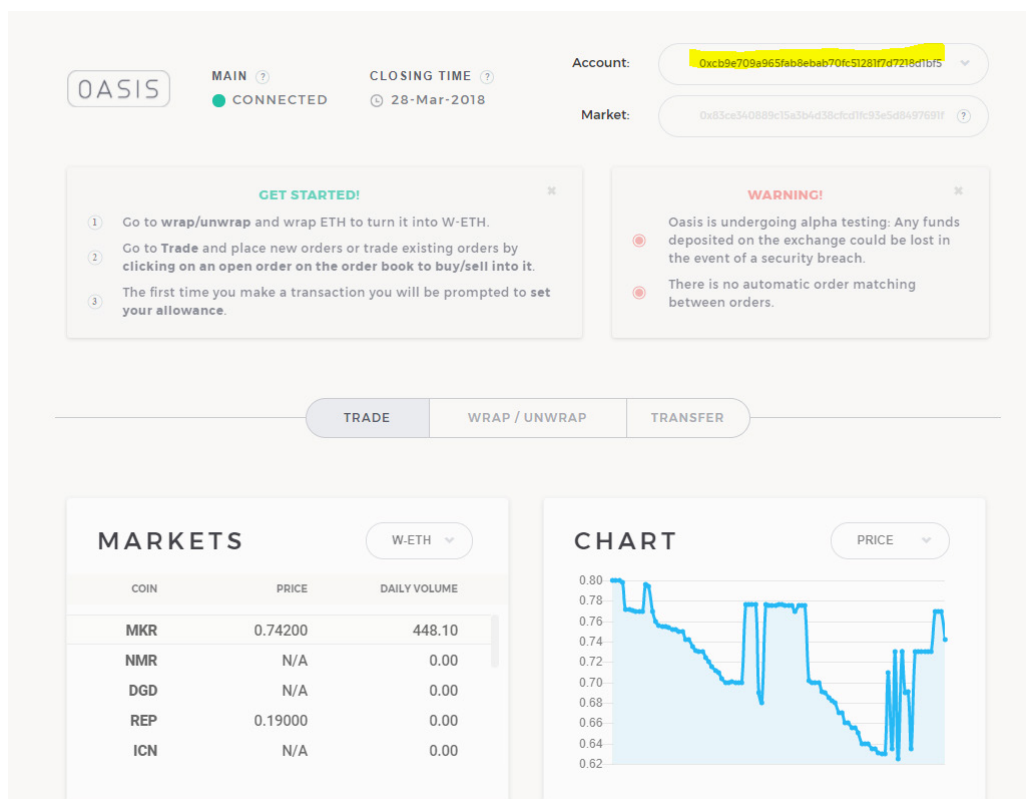 OASIS
MAIN ?
CONNECTED
CLOSING TIME ?
28-Mar-2018
Account:
0xcb9e709a965fab8ebab70fc51281f7d7218d1bf5
Market:
0x83ce340889c15a3b4d38cfcd1fc93e5d8497691f ?
GET STARTED!
1 Go to wrap/unwrap and wrap ETH to turn it into W-ETH.
2 Go to Trade and place new orders or trade existing orders by
clicking on an open order on the order book to buy/sell into it.
3 The first time you make a transaction you will be prompted to set
your allowance.
WARNING!
Oasis is undergoing alpha testing: Any funds
deposited on the exchange could be lost in
the event of a security breach.
There is no automatic order matching
between orders.
TRADE WRAP / UNWRAP TRANSFER
MARKETS W-ETH
COIN PRICE DAILY VOLUME
MKR 0.74200 448.10
NMR N/A 0.00
DGD N/A 0.00
REP 0.19000 0.00
ICN N/A 0.00
CHART PRICE
0.80
0.78
0.76
0.74
0.72
0.70
0.68
0.66
0.64
0.62